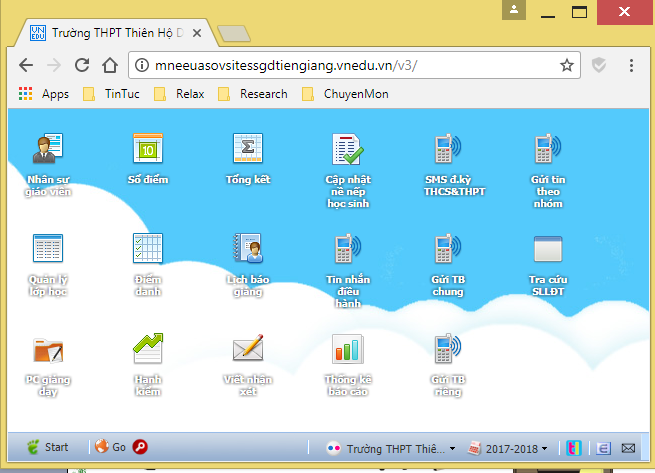 VN
EDU
Trường THPT Thiên Hộ D
mneeuasovsitessgdtiengiang.vnedu.vn/v3/
Apps
TinTuc
Relax
Research
ChuyenMon
Nhân sự
giáo viên
10
Sổ điểm
Tổng kết
Cập nhật
nề nếp
học sinh
SMS đ.ký
THCS&THPT
Gửi tin
theo
nhóm
Quản lý
lớp học
Điểm
danh
Lịch báo
giảng
Tin nhắn
điều
hành
Gửi TB
chung
Tra cứu
SLLĐT
PC giảng
dạy
Hạnh
kiểm
Viết nhận
xét
Thống kê
báo cáo
Gửi TB
riêng
Start
Go
Trường THPT Thiê...
2017-2018